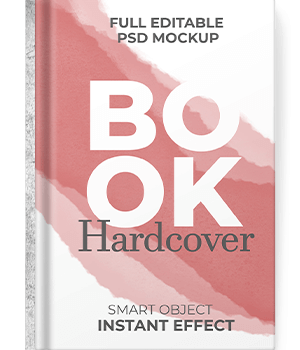 FULL EDITABLE
PSD MOCKUP
BO
OK
Hardcover
SMART OBJECT
INSTANT EFFECT